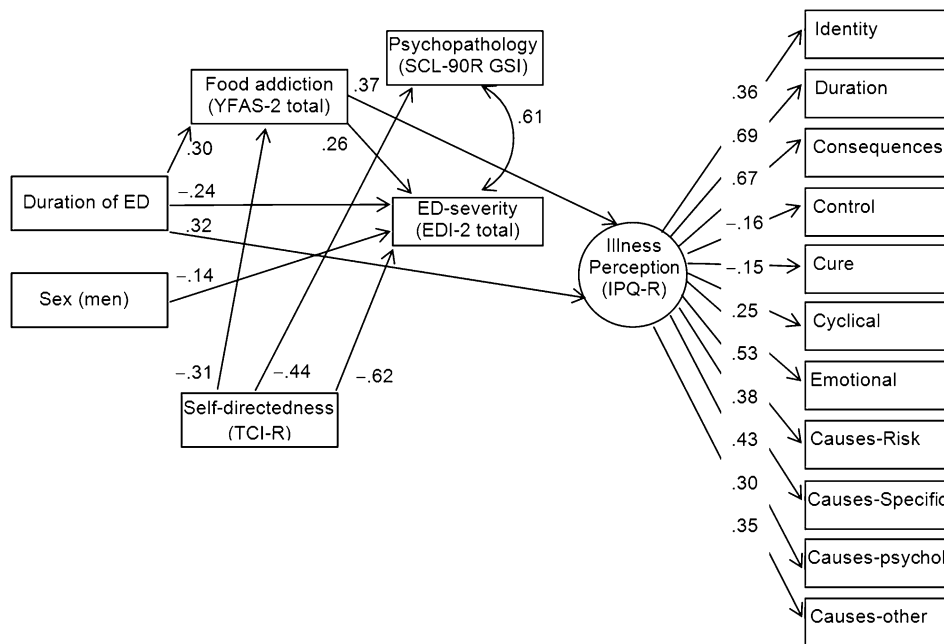 Psychopathology
(SCL-90R GSI)
Food addiction
(YFAS-2 total)
.37
.61
.30
.26
Duration of ED
−.24
.32
ED-severity
(EDI-2 total)
Sex (men)
−.14
−.31
−.44
−.62
Self-directedness
(TCI-R)
Illness
Perception
(IPQ-R)
.36
.69
.67
−.16
−.15
.25
.53
.38
.43
.30
.35
Identity
Duration
Consequences
Control
Cure
Cyclical
Emotional
Causes-Risk
Causes-Specific
Causes-psychol
Causes-other